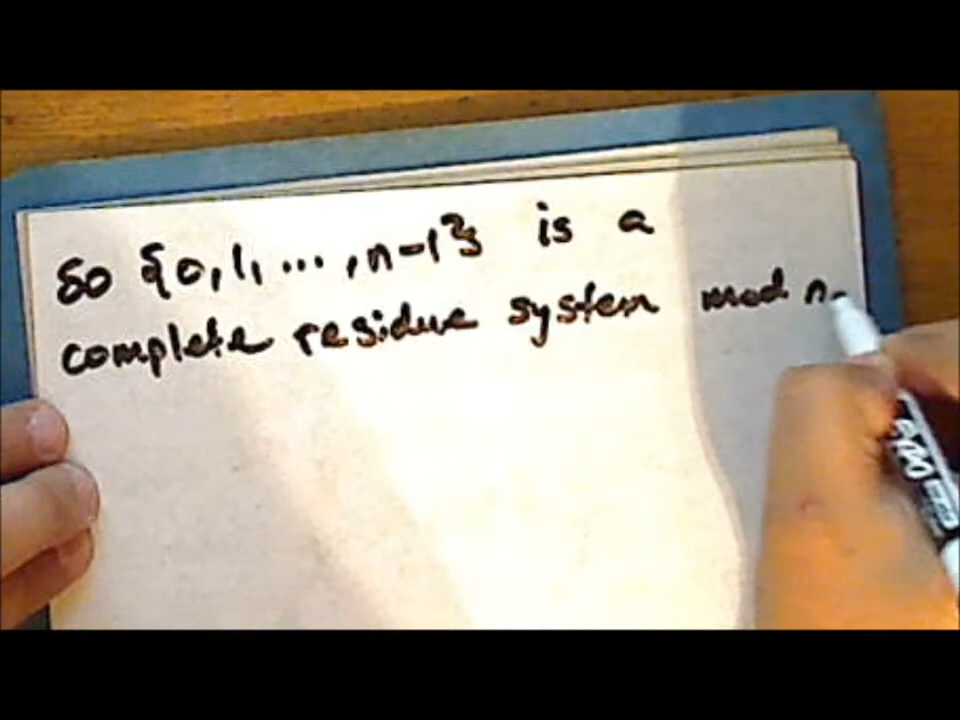 So {0, 1, ..., n-1} is a
complete residue system mod n.